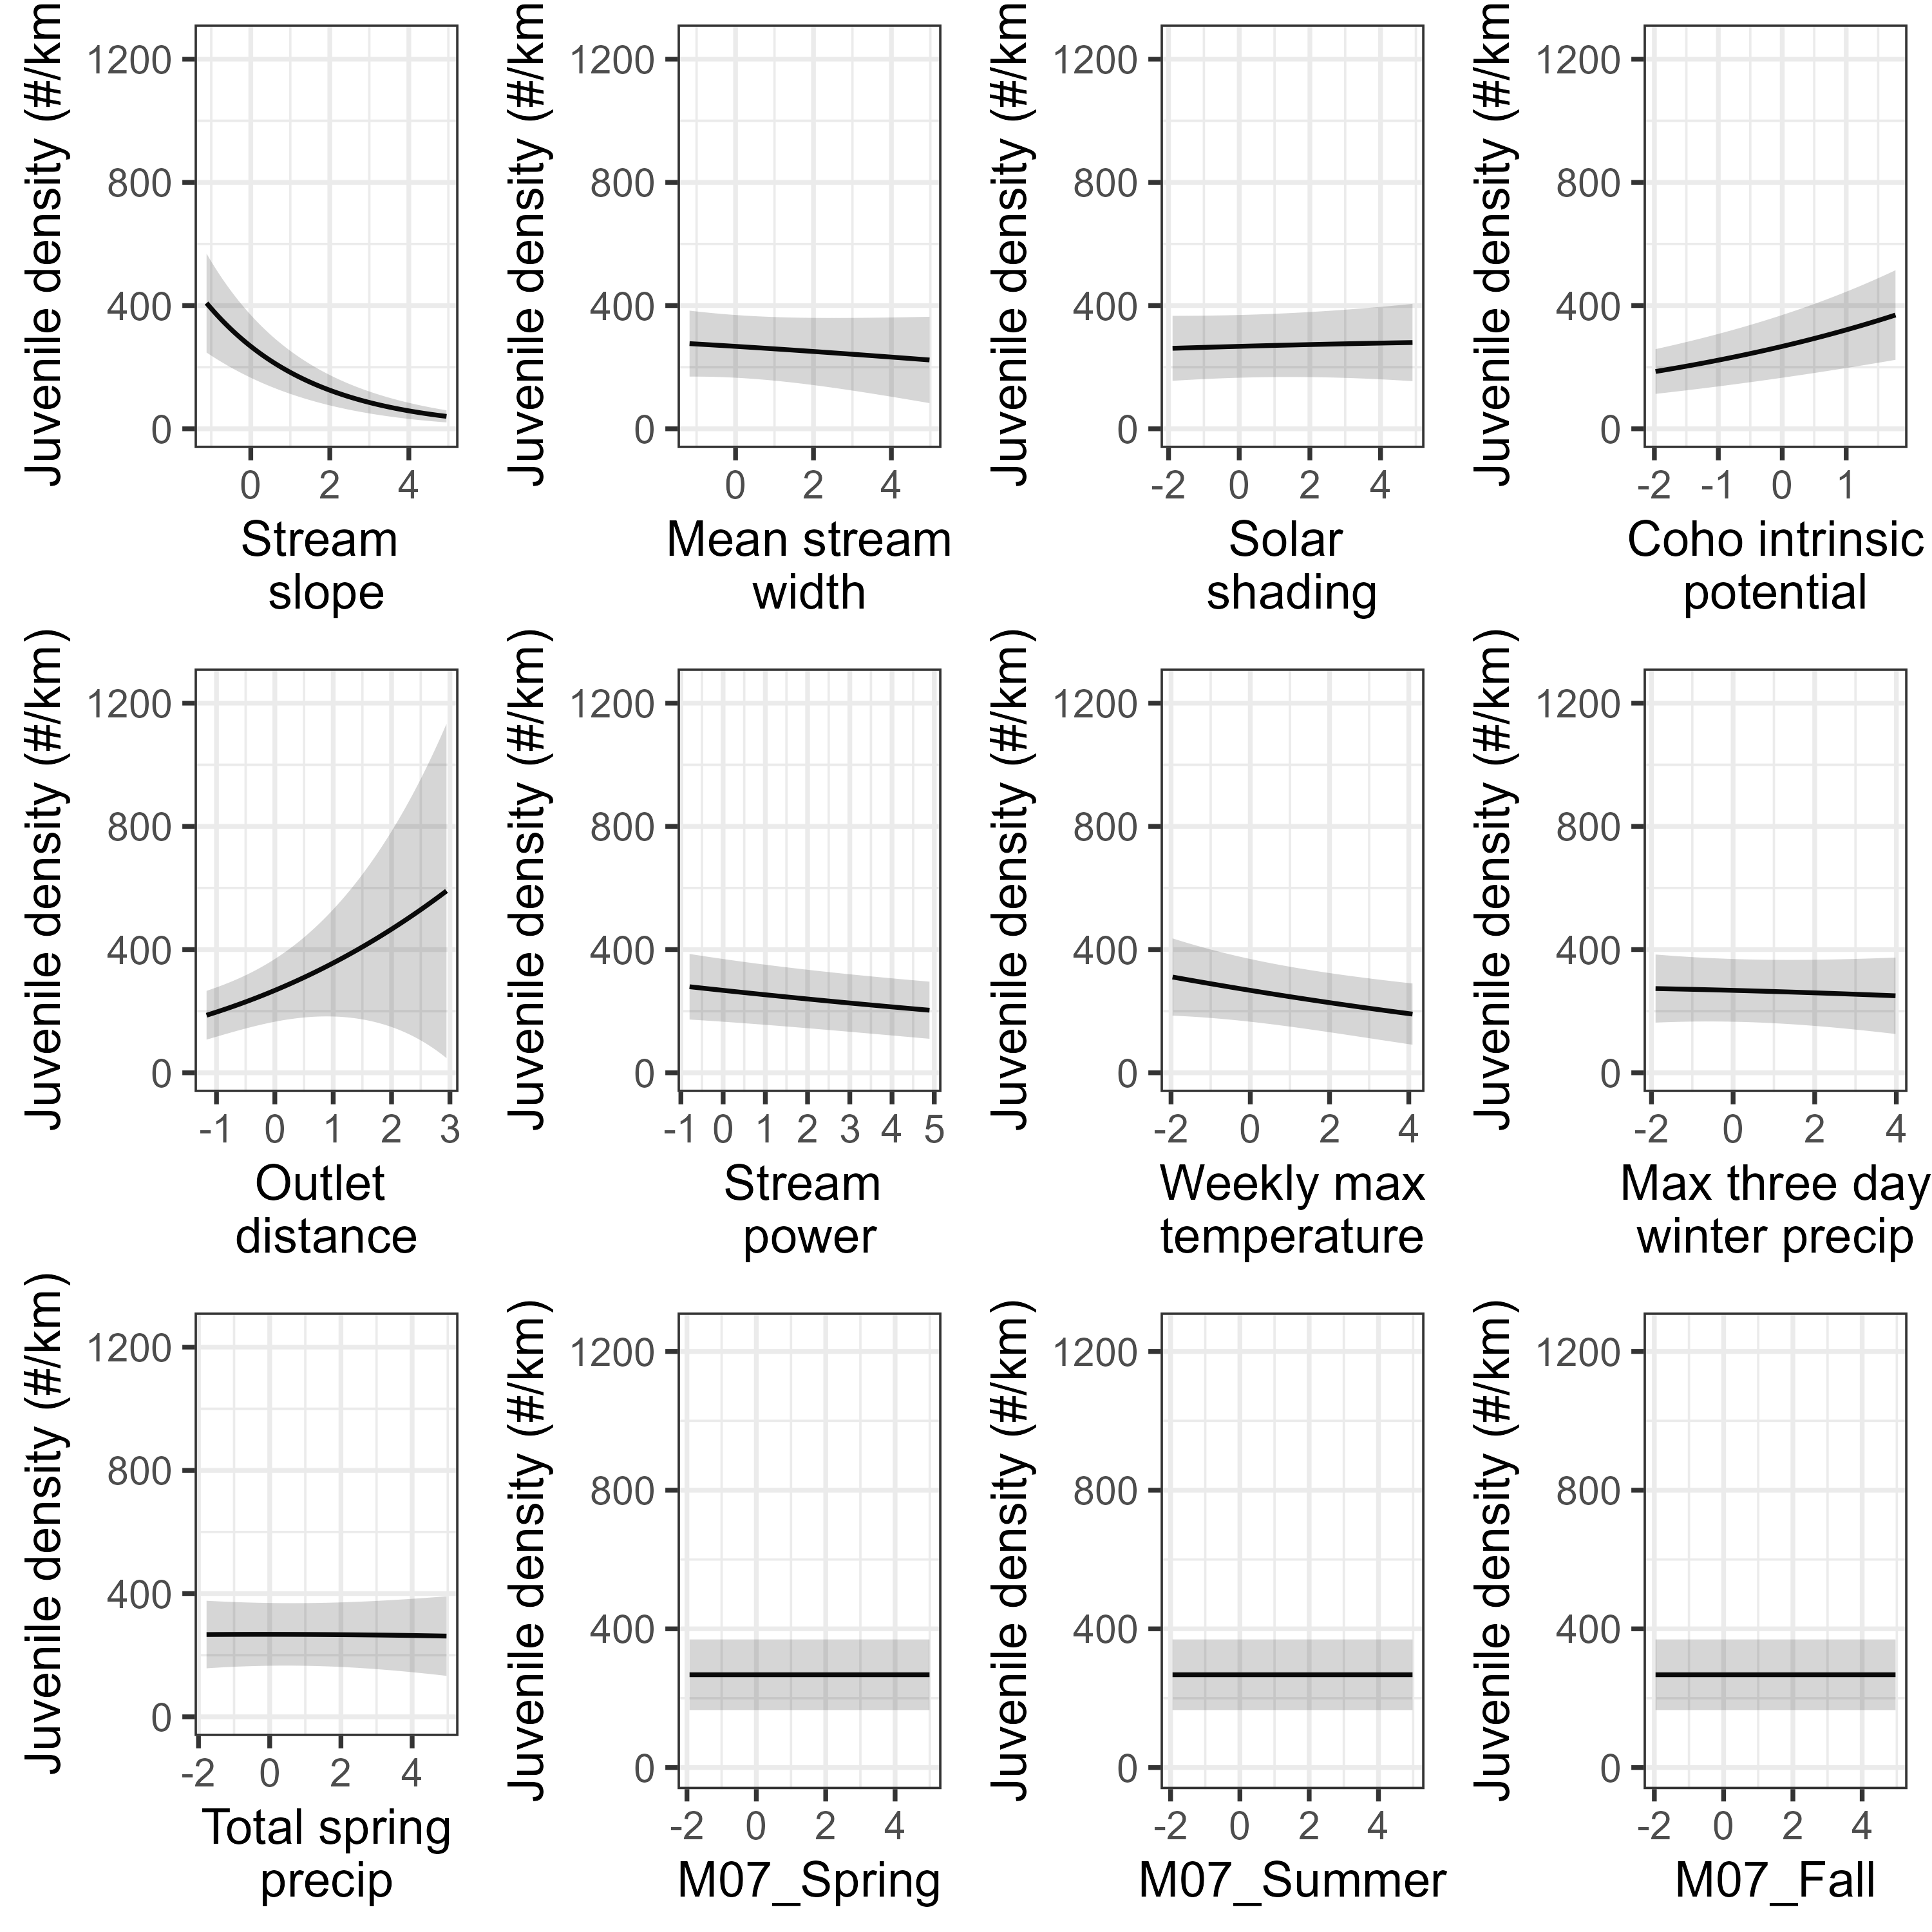 Juvenile density (#/km
1200
800
400
0
0 2 4
Stream
slope
Juvenile density (#/km
1200
800
400
0
0 2 4
Mean stream
width
Juvenile density (#/km
1200
800
400
0
-2 0 2 4
Solar
shading
Juvenile density (#/km
1200
800
400
0
-2 -1 0 1
Coho intrinsic
potential
Juvenile density (#/km)
1200
800
400
0
-1 0 1 2 3
Outlet
distance
Juvenile density (#/km)
1200
800
400
0
-1 0 1 2 3 4 5
Stream
power
Juvenile density (#/km)
1200
800
400
0
-2 0 2 4
Weekly max
temperature
Juvenile density (#/km)
1200
800
400
0
-2 0 2 4
Max three day
winter precip
Juvenile density (#/km)
1200
800
400
0
-2 0 2 4
Total spring
precip
Juvenile density (#/km)
1200
800
400
0
-2 0 2 4
M07_Spring
Juvenile density (#/km)
1200
800
400
0
-2 0 2 4
M07_Summer
Juvenile density (#/km)
1200
800
400
0
-2 0 2 4
M07_Fall